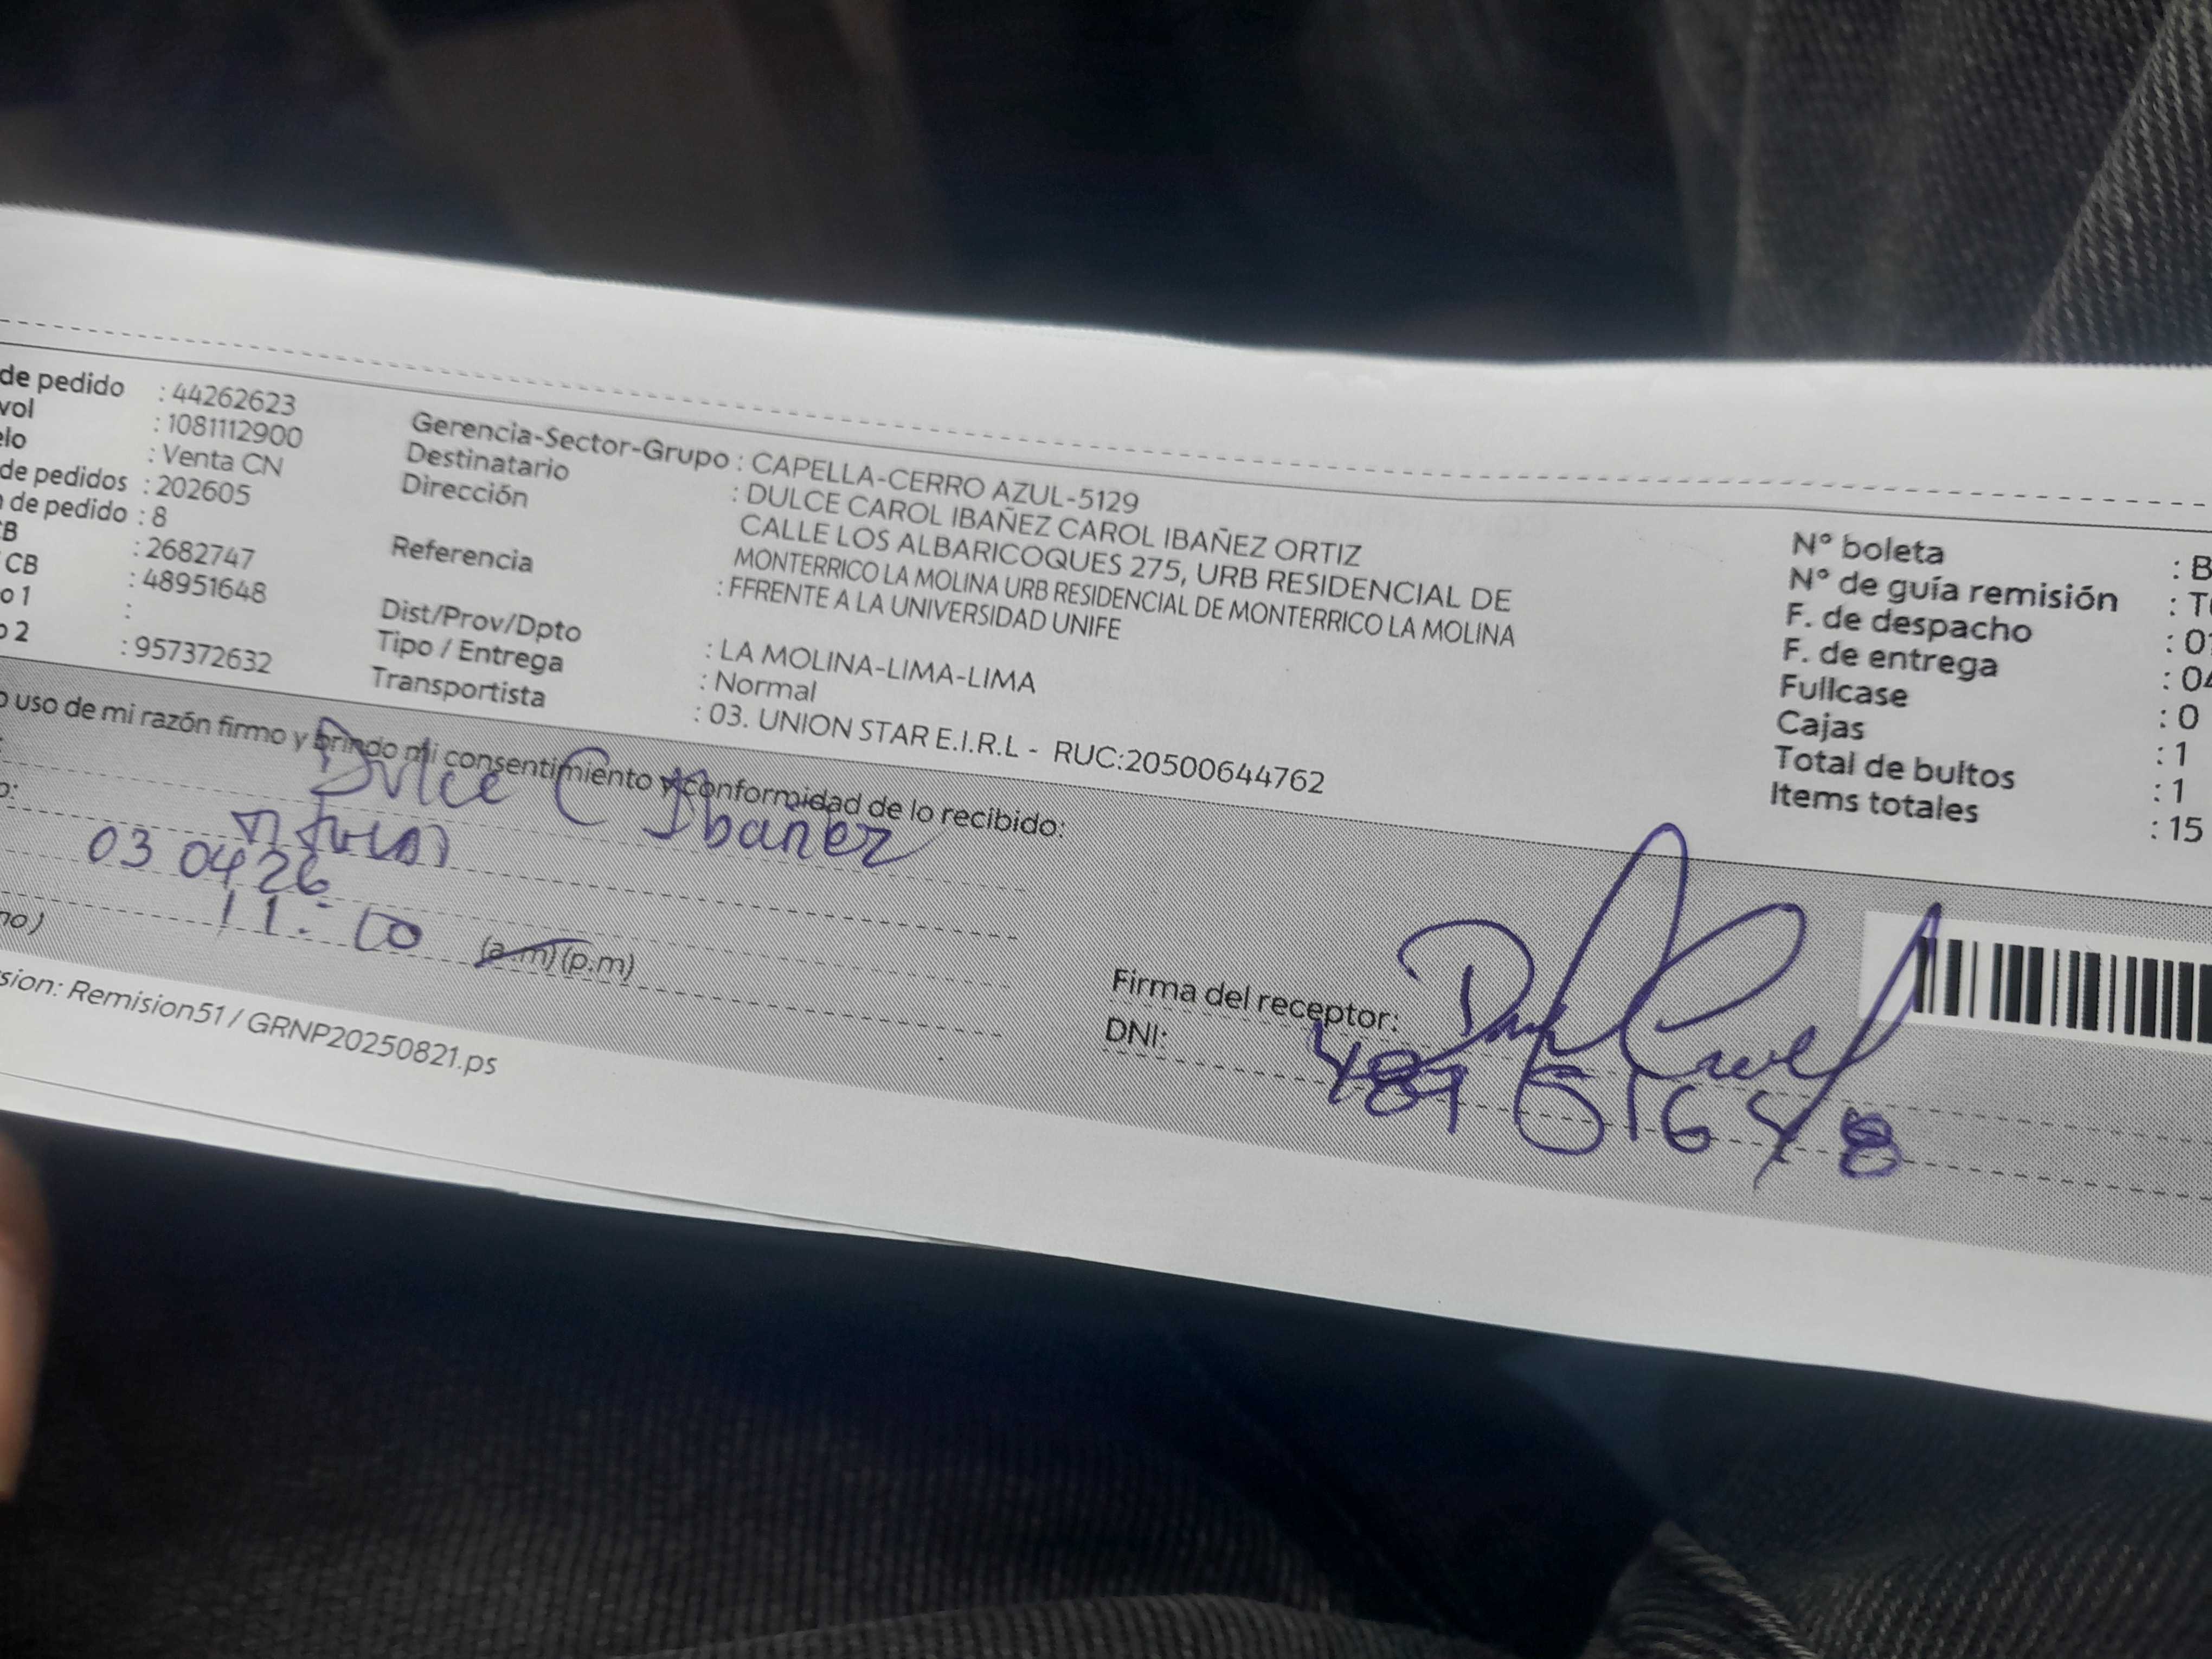 de pedido : 44262623
vol : 1081112900
elo : Venta CN
de pedidos : 202605
de pedido : 8
CB : 2682747
CB : 48951648
o 1 :
o 2 : 957372632
Gerencia-Sector-Grupo : CAPELLA-CERRO AZUL-5129
Destinatario : DULCE CAROL IBAÑEZ CAROL IBAÑEZ ORTIZ
Dirección CALLE LOS ALBARICOQUES 275, URB RESIDENCIAL DE
MONTERRICO LA MOLINA URB RESIDENCIAL DE MONTERRICO LA MOLINA
Referencia : FFRENTE A LA UNIVERSIDAD UNIFE
Dist/Prov/Dpto : LA MOLINA-LIMA-LIMA
Tipo / Entrega : Normal
Transportista : 03. UNION STAR E.I.R.L - RUC:20500644762
N° boleta : B
N° de guía remisión : T
F. de despacho : 0
F. de entrega : 04
Fullcase : 0
Cajas : 1
Total de bultos : 1
Items totales : 15
o uso de mi razón firmo y brindo mi consentimiento y conformidad de lo recibido:
Dulce C Ibañez
o:
03 04 26
no) 11:10 (a.m) (p.m)
Firma del receptor:
DNI: 48951648
sion: Remision51 / GRNP20250821.ps